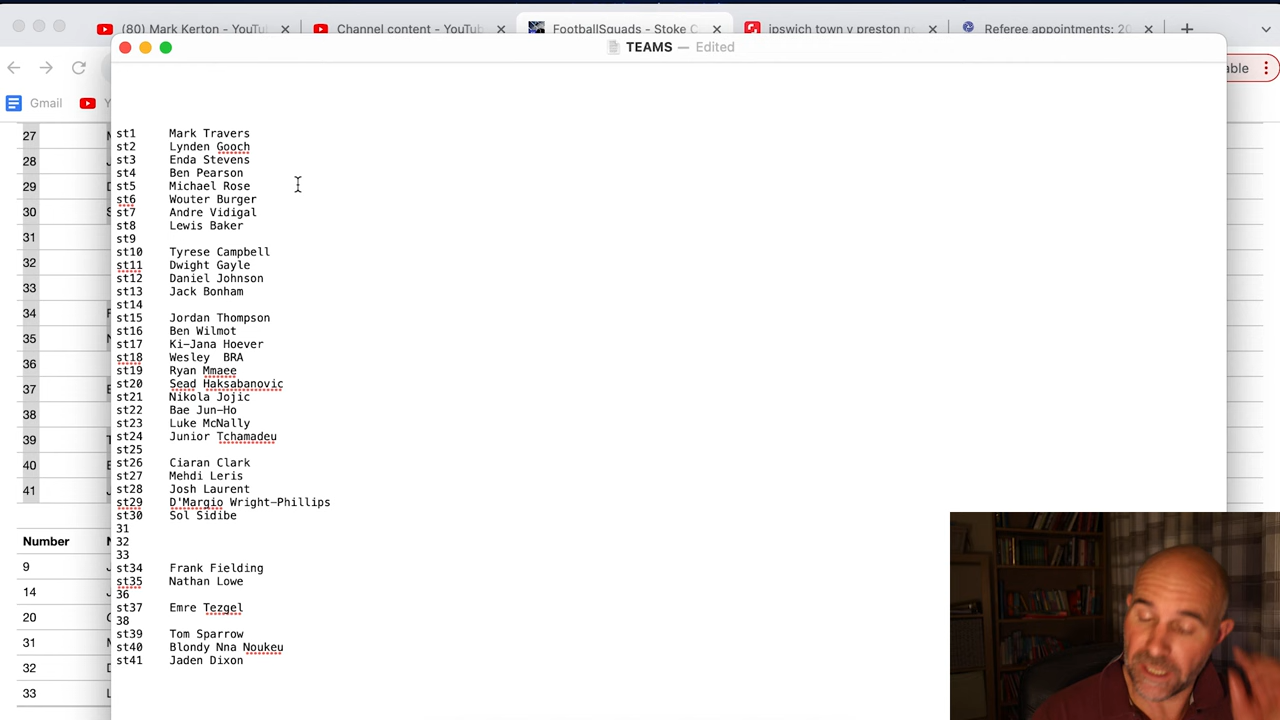 (80) Mark Kerton - YouTu
Channel content - YouTub
FootballSquads - Stoke C
ipswich town v preston no
Referee appointments: 20
TEAMS — Edited
able
Gmail
Y
27
28
29
30
31
32
33
34
35
36
37
38
39
40
41
Number
9
14
20
31
32
33
st1 Mark Travers
st2 Lynden Gooch
st3 Enda Stevens
st4 Ben Pearson
st5 Michael Rose
st6 Wouter Burger
st7 Andre Vidigal
st8 Lewis Baker
st9
st10 Tyrese Campbell
st11 Dwight Gayle
st12 Daniel Johnson
st13 Jack Bonham
st14
st15 Jordan Thompson
st16 Ben Wilmot
st17 Ki-Jana Hoever
st18 Wesley BRA
st19 Ryan Mmaee
st20 Sead Haksabanovic
st21 Nikola Jojic
st22 Bae Jun-Ho
st23 Luke McNally
st24 Junior Tchamadeu
st25
st26 Ciaran Clark
st27 Mehdi Leris
st28 Josh Laurent
st29 D'Margio Wright-Phillips
st30 Sol Sidibe
31
32
33
st34 Frank Fielding
st35 Nathan Lowe
36
st37 Emre Tezgel
38
st39 Tom Sparrow
st40 Blondy Nna Noukeu
st41 Jaden Dixon